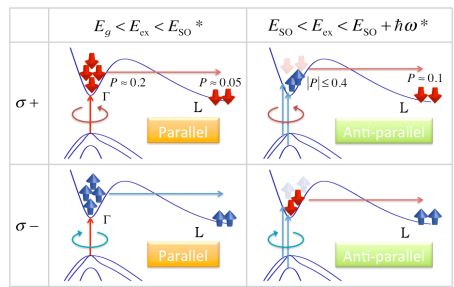 E_g < E_ex < E_SO *
E_SO < E_ex < E_SO + ħω *
σ+
P ≈ 0.2
P ≈ 0.05
Γ
L
Parallel
|P| ≤ 0.4
P ≈ 0.1
L
Anti-parallel
σ−
Γ
L
Parallel
L
Anti-parallel